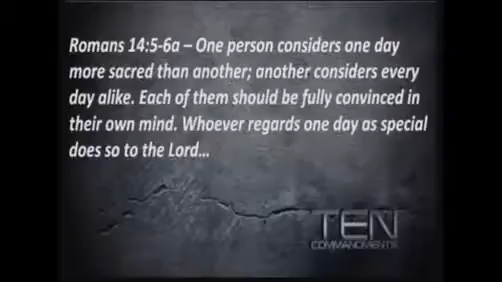 Romans 14:5-6a – One person considers one day
more sacred than another; another considers every
day alike. Each of them should be fully convinced in
their own mind. Whoever regards one day as special
does so to the Lord...
TEN
COMMANDMENTS